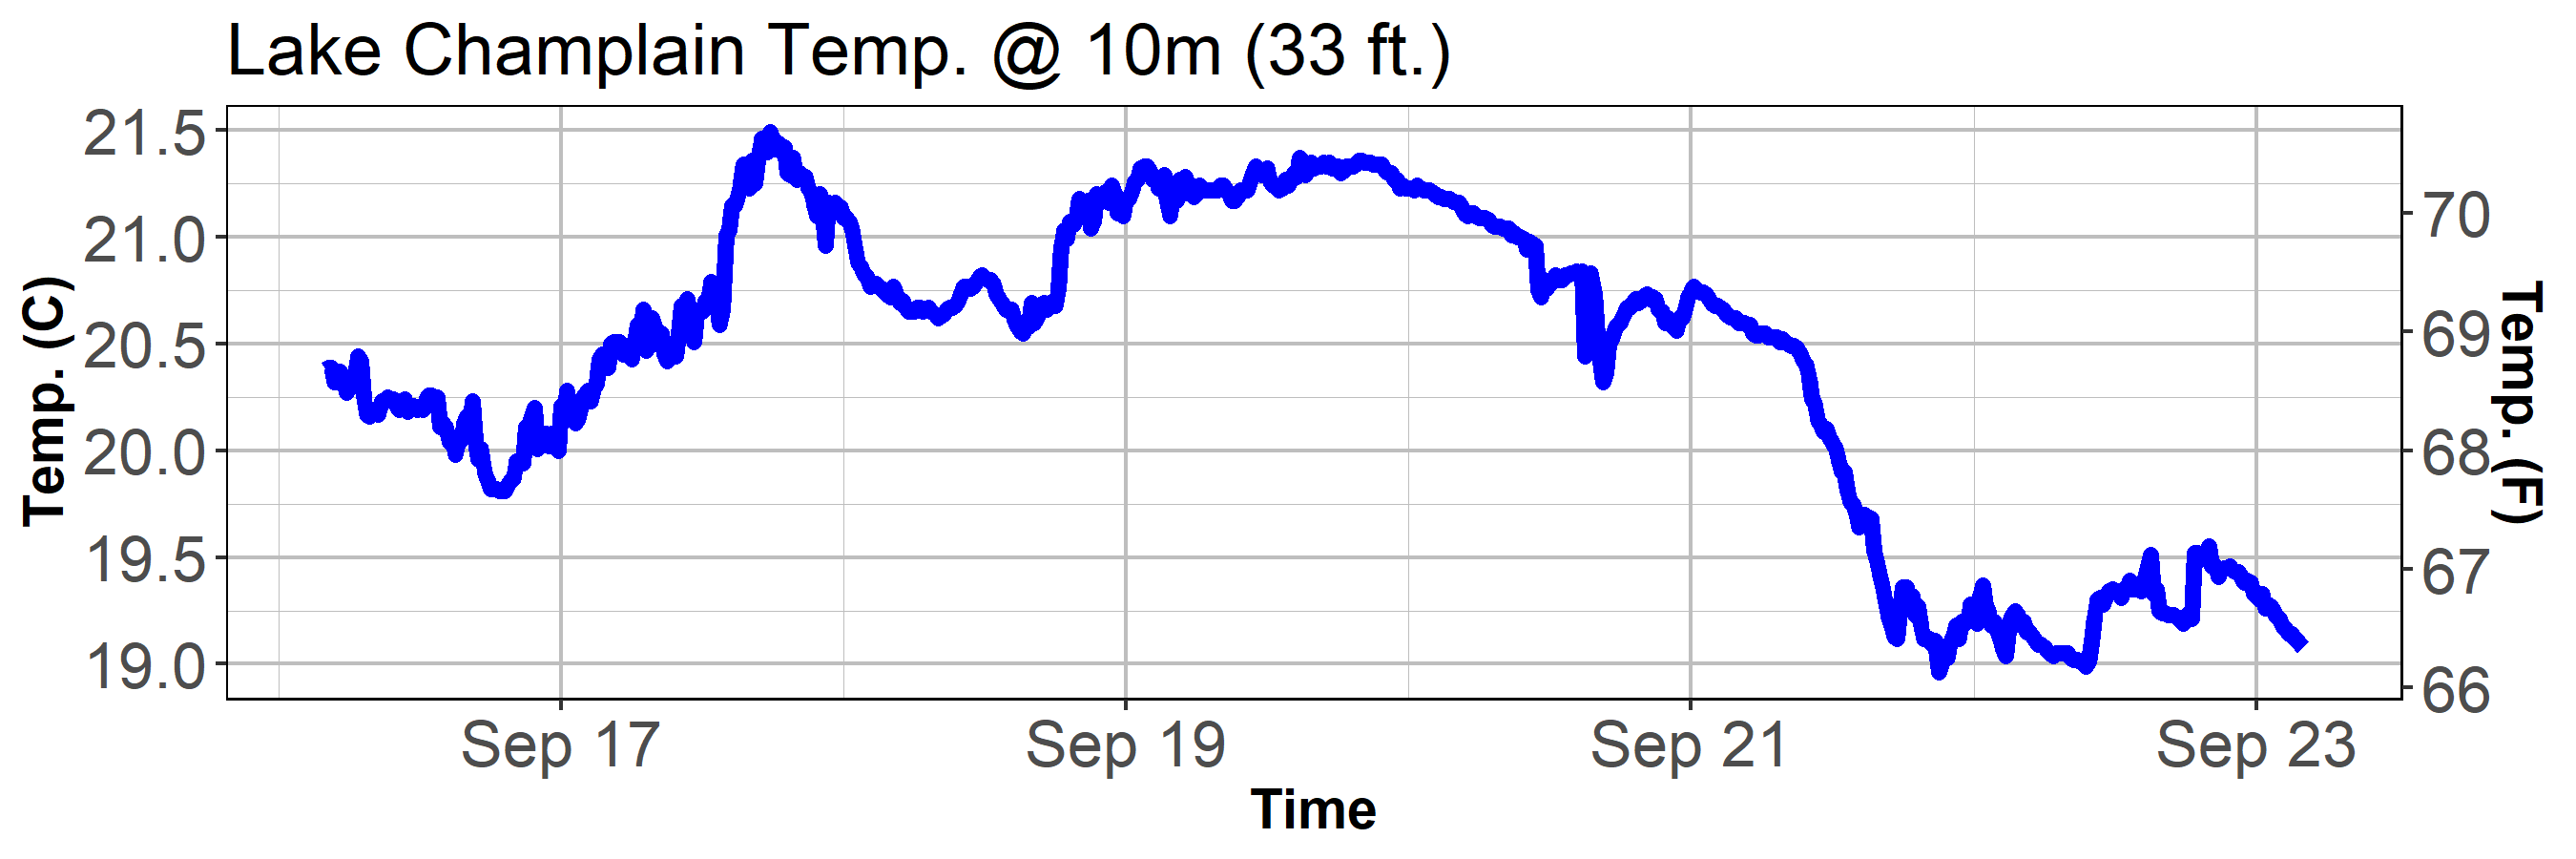 Lake Champlain Temp. @ 10m (33 ft.)
Temp. (C)
21.5
21.0
20.5
20.0
19.5
19.0
70
69
68
67
66
Temp. (F)
Sep 17
Sep 19
Sep 21
Sep 23
Time